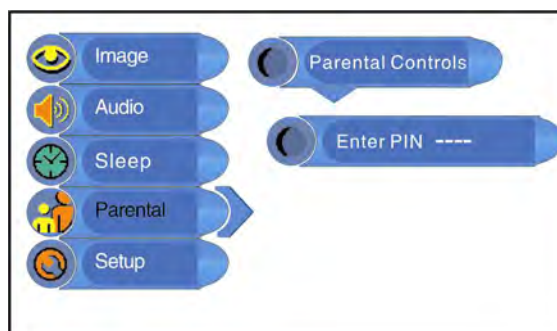 Image
Audio
Sleep
Parental
Setup
Parental Controls
Enter PIN ----